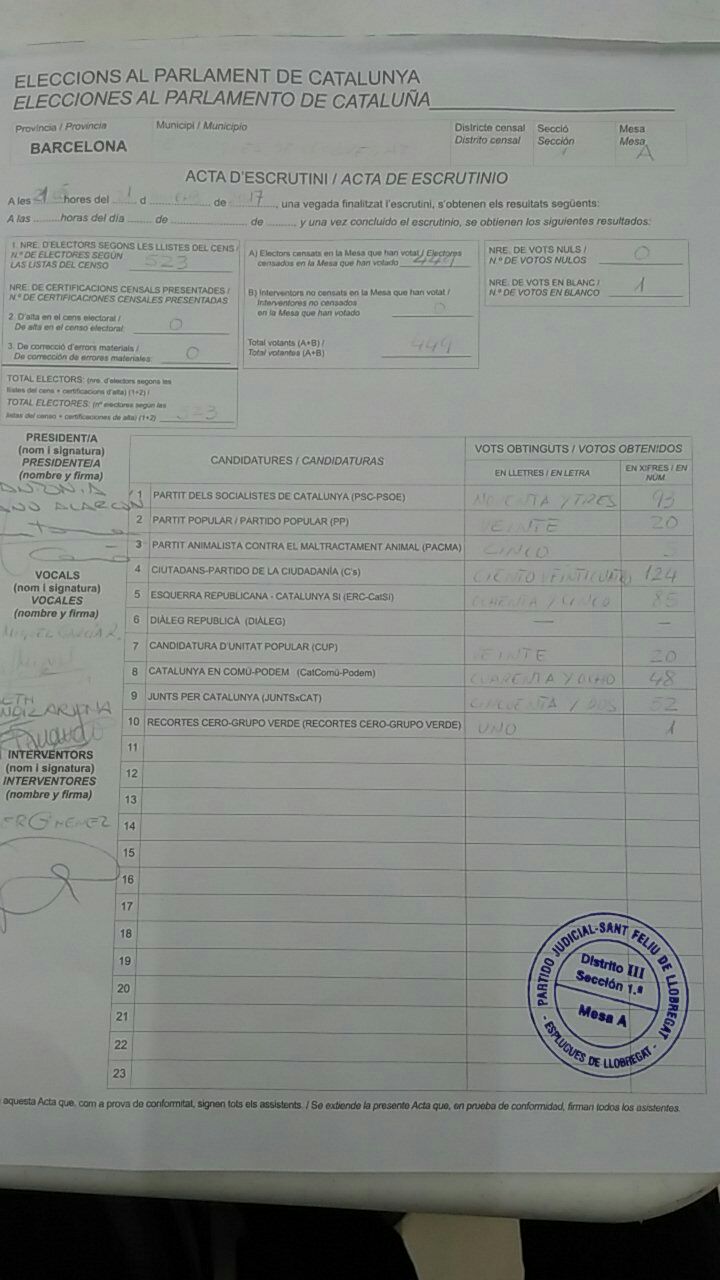 ELECCIONS AL PARLAMENT DE CATALUNYA
ELECCIONES AL PARLAMENTO DE CATALUÑA
Província / Provincia
Municipi / Municipio
Districte censal
Distrito censal
Secció
Sección
1
Mesa
Mesa
A
BARCELONA
ACTA D'ESCRUTINI / ACTA DE ESCRUTINIO
A les hores del 21 d de 17, una vegada finalitzat l'escrutini, s'obtenen els resultats següents:
A las ........horas del día ....... de .......................... de ........, y una vez concluido el escrutinio, se obtienen los siguientes resultados:
1. NRE. D'ELECTORS SEGONS LES LLISTES DEL CENS /
N.º DE ELECTORES SEGÚN
LAS LISTAS DEL CENSO 523
NRE. DE CERTIFICACIONS CENSALS PRESENTADES /
N.º DE CERTIFICACIONES CENSALES PRESENTADAS
2. D'alta en el cens electoral /
De alta en el censo electoral: 0
3. De correcció d'errors materials /
De corrección de errores materiales: 0
TOTAL ELECTORS: (nre. d'electors segons les
llistes del cens + certificacions d'alta) (1+2) /
TOTAL ELECTORES: (nº electores según las
listas del censo + certificaciones de alta) (1+2) 523
A) Electors censats en la Mesa que han votat / Electores
censados en la Mesa que han votado 449
B) Interventors no censats en la Mesa que han votat /
Interventores no censados
en la Mesa que han votado 0
Total votants (A+B) /
Total votantes (A+B) 449
NRE. DE VOTS NULS /
N.º DE VOTOS NULOS 0
NRE. DE VOTS EN BLANC /
N.º DE VOTOS EN BLANCO 1
PRESIDENT/A
(nom i signatura)
PRESIDENTE/A
(nombre y firma)
ALARCON
VOCALS
(nom i signatura)
VOCALES
(nombre y firma)
INTERVENTORS
(nom i signatura)
INTERVENTORES
(nombre y firma)
CANDIDATURES / CANDIDATURAS
VOTS OBTINGUTS / VOTOS OBTENIDOS
EN LLETRES / EN LETRA
EN XIFRES / EN NÚM.
1 PARTIT DELS SOCIALISTES DE CATALUNYA (PSC-PSOE) NOVENTA Y TRES 93
2 PARTIT POPULAR / PARTIDO POPULAR (PP) VEINTE 20
3 PARTIT ANIMALISTA CONTRA EL MALTRACTAMENT ANIMAL (PACMA) CINCO 5
4 CIUTADANS-PARTIDO DE LA CIUDADANÍA (C's) CIENTO VEINTICUATRO 124
5 ESQUERRA REPUBLICANA - CATALUNYA SI (ERC-CatSI) OCHENTA Y CINCO 85
6 DIÀLEG REPUBLICÀ (DIÀLEG) — —
7 CANDIDATURA D'UNITAT POPULAR (CUP) VEINTE 20
8 CATALUNYA EN COMÚ-PODEM (CatComú-Podem) CUARENTA Y OCHO 48
9 JUNTS PER CATALUNYA (JUNTSxCAT) CINCUENTA Y DOS 52
10 RECORTES CERO-GRUPO VERDE (RECORTES CERO-GRUPO VERDE) UNO 1
11
12
13
14
15
16
17
18
19
20
21
22
23
PARTIDO JUDICIAL-SANT FELIU DE LLOBREGAT
Distrito III
Sección 1.ª
Mesa A
- ESPLUGUES DE LLOBREGAT -
aquesta Acta que, com a prova de conformitat, signen tots els assistents. / Se extiende la presente Acta que, en prueba de conformidad, firman todos los asistentes.